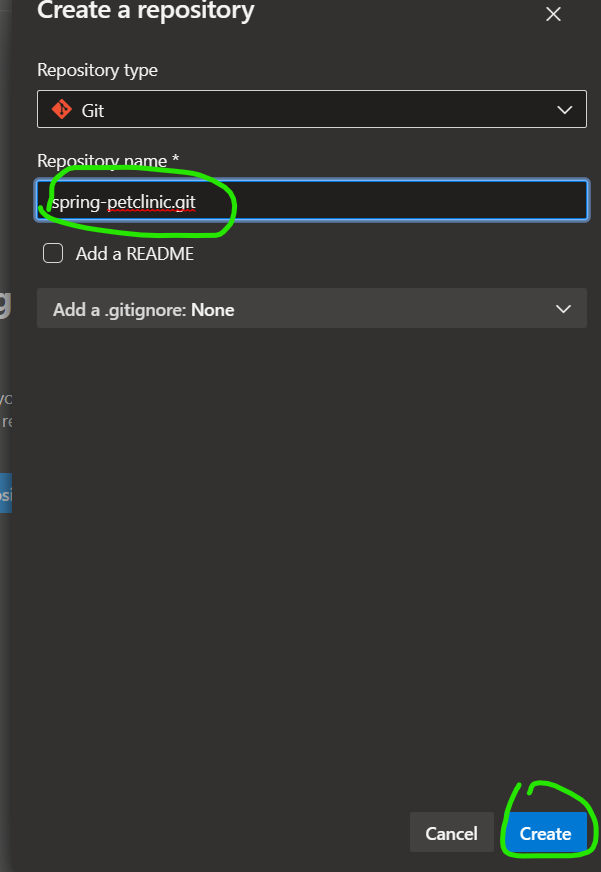 Create a repository
Repository type
Git
Repository name *
spring-petclinic.git
Add a README
Add a .gitignore: None
Cancel
Create